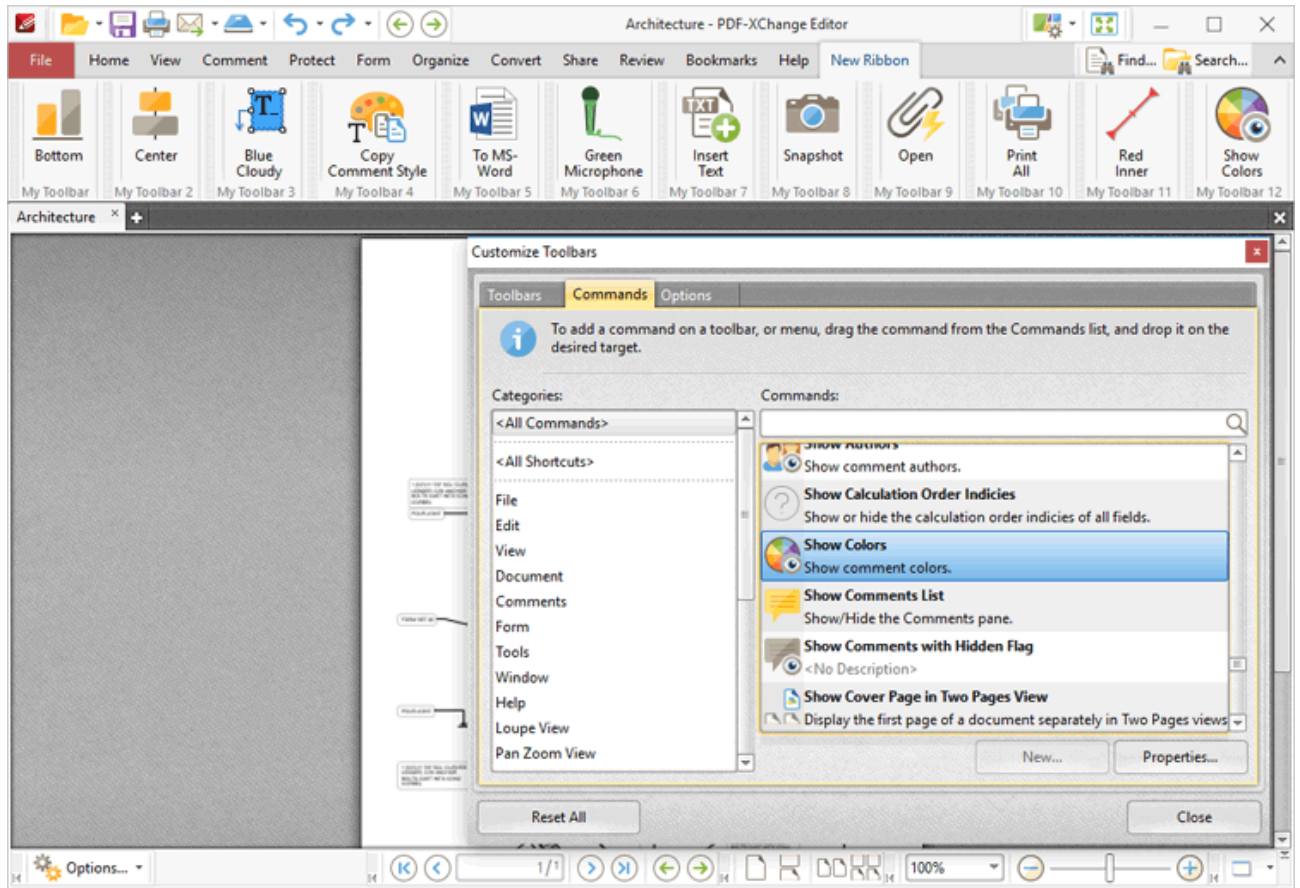 Architecture - PDF-XChange Editor
File Home View Comment Protect Form Organize Convert Share Review Bookmarks Help New Ribbon Find... Search...
Bottom
Center
Blue
Cloudy
T
Copy
Comment Style
W
To MS-
Word
Green
Microphone
TXT
Insert
Text
Snapshot
Open
Print
All
Red
Inner
Show
Colors
My Toolbar My Toolbar 2 My Toolbar 3 My Toolbar 4 My Toolbar 5 My Toolbar 6 My Toolbar 7 My Toolbar 8 My Toolbar 9 My Toolbar 10 My Toolbar 11 My Toolbar 12
Architecture
Customize Toolbars
Toolbars Commands Options
To add a command on a toolbar, or menu, drag the command from the Commands list, and drop it on the
desired target.
Categories:
<All Commands>
<All Shortcuts>
File
Edit
View
Document
Comments
Form
Tools
Window
Help
Loupe View
Pan Zoom View
Commands:
Show Authors
Show comment authors.
Show Calculation Order Indicies
Show or hide the calculation order indicies of all fields.
Show Colors
Show comment colors.
Show Comments List
Show/Hide the Comments pane.
Show Comments with Hidden Flag
<No Description>
Show Cover Page in Two Pages View
Display the first page of a document separately in Two Pages views
New... Properties...
Reset All Close
Options... 1/1 100%